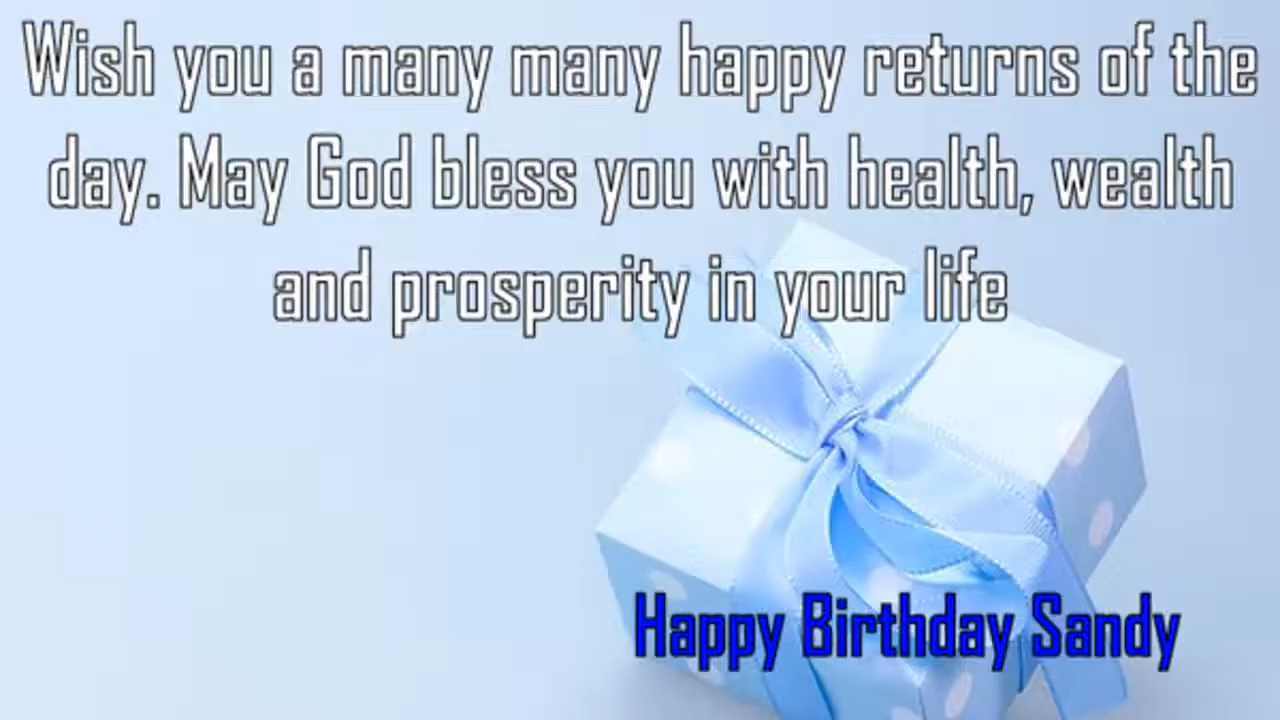 Wish you a many many happy returns of the
day. May God bless you with health, wealth
and prosperity in your life
Happy Birthday Sandy